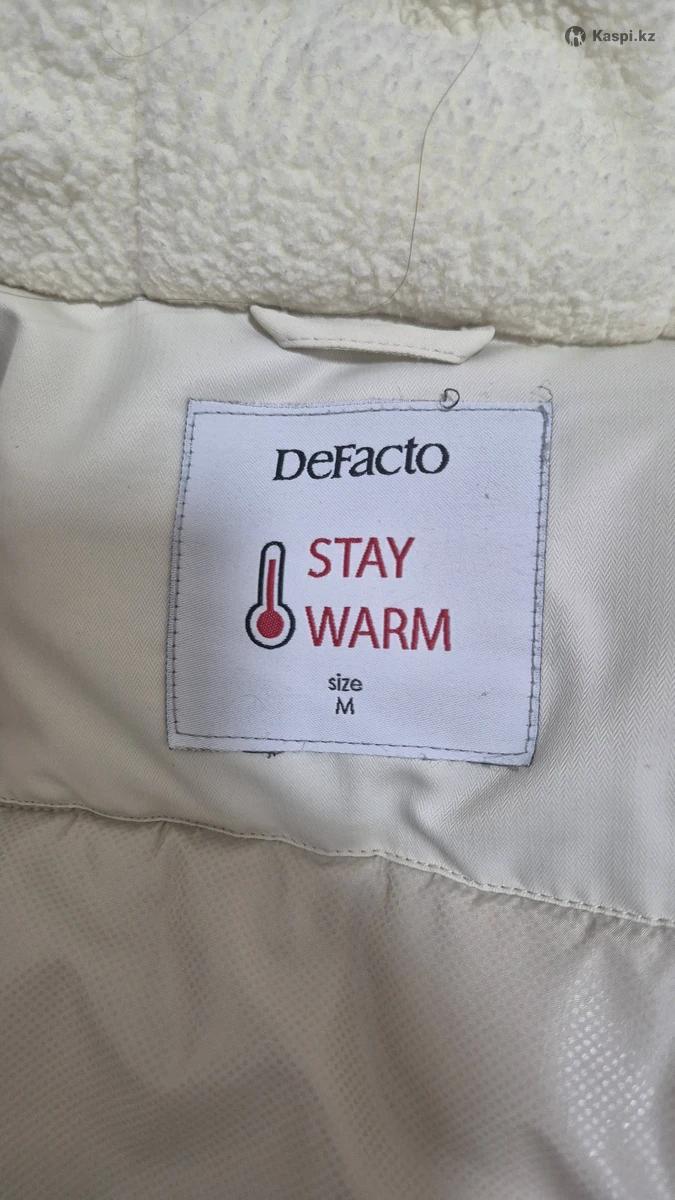 Kaspi.kz
DeFacto
STAY
WARM
size
M